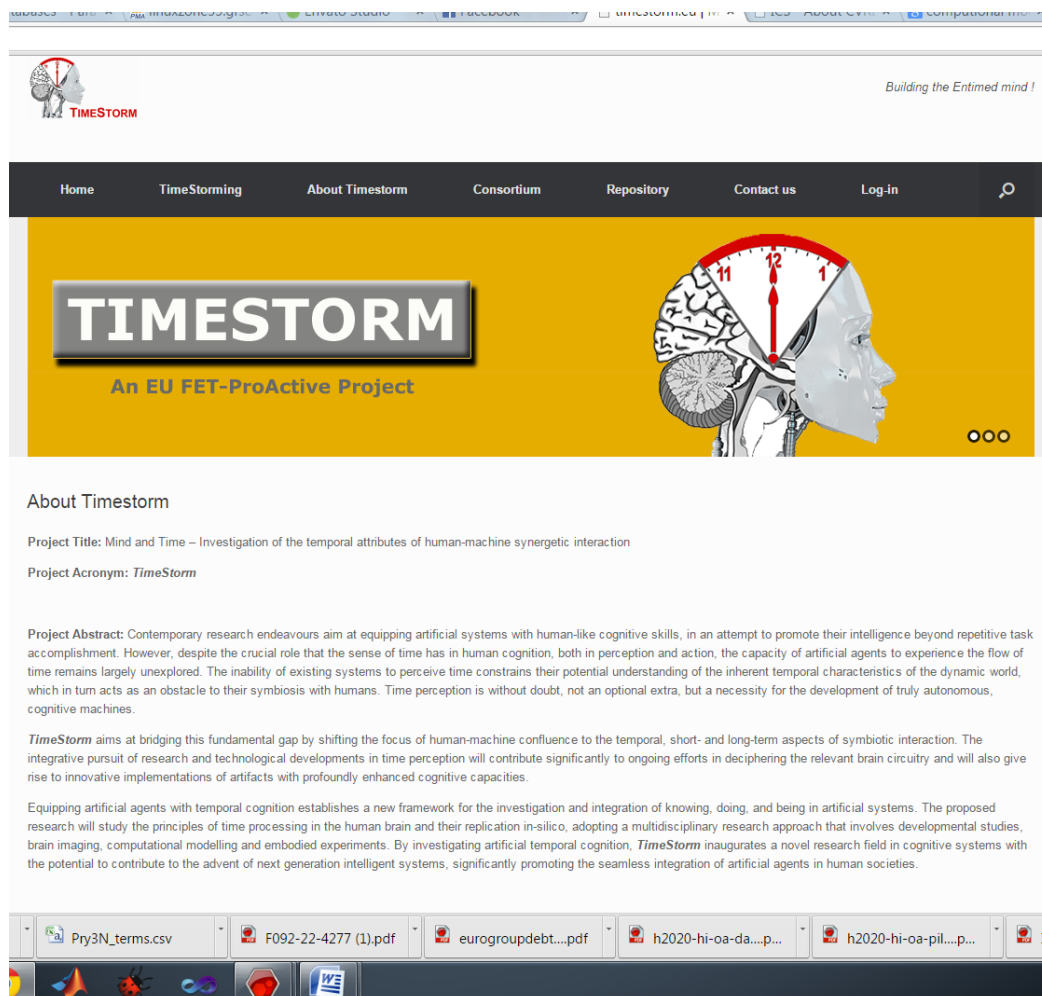 linuxzone35.grsc
Envato Studio
Facebook
timestorm.eu |
ICS - About CVRL
computational mo
TIMESTORM
Building the Entimed mind !
Home TimeStorming About Timestorm Consortium Repository Contact us Log-in
11 12 1
TIMESTORM
An EU FET-ProActive Project
About Timestorm
Project Title: Mind and Time – Investigation of the temporal attributes of human-machine synergetic interaction
Project Acronym: TimeStorm
Project Abstract: Contemporary research endeavours aim at equipping artificial systems with human-like cognitive skills, in an attempt to promote their intelligence beyond repetitive task
accomplishment. However, despite the crucial role that the sense of time has in human cognition, both in perception and action, the capacity of artificial agents to experience the flow of
time remains largely unexplored. The inability of existing systems to perceive time constrains their potential understanding of the inherent temporal characteristics of the dynamic world,
which in turn acts as an obstacle to their symbiosis with humans. Time perception is without doubt, not an optional extra, but a necessity for the development of truly autonomous,
cognitive machines.
TimeStorm aims at bridging this fundamental gap by shifting the focus of human-machine confluence to the temporal, short- and long-term aspects of symbiotic interaction. The
integrative pursuit of research and technological developments in time perception will contribute significantly to ongoing efforts in deciphering the relevant brain circuitry and will also give
rise to innovative implementations of artifacts with profoundly enhanced cognitive capacities.
Equipping artificial agents with temporal cognition establishes a new framework for the investigation and integration of knowing, doing, and being in artificial systems. The proposed
research will study the principles of time processing in the human brain and their replication in-silico, adopting a multidisciplinary research approach that involves developmental studies,
brain imaging, computational modelling and embodied experiments. By investigating artificial temporal cognition, TimeStorm inaugurates a novel research field in cognitive systems with
the potential to contribute to the advent of next generation intelligent systems, significantly promoting the seamless integration of artificial agents in human societies.
Pry3N_terms.csv F092-22-4277 (1).pdf eurogroupdebt....pdf h2020-hi-oa-da....p... h2020-hi-oa-pil....p...